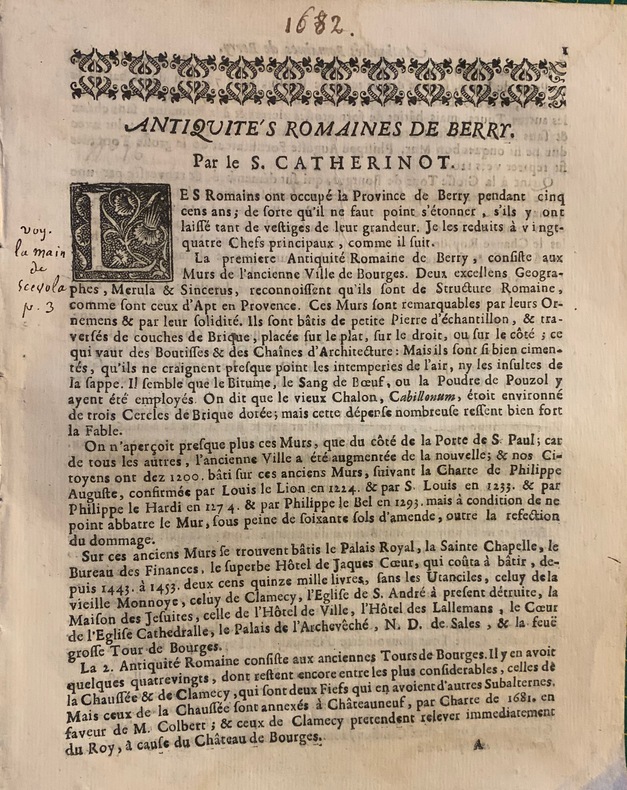 1682.
1
ANTIQUITE'S ROMAINES DE BERRY.
Par le S. CATHERINOT.
LES Romains ont occupé la Province de Berry pendant cinq
cens ans; de ſorte qu'il ne faut point s'étonner, s'ils y ont
laiſſé tant de veſtiges de leur grandeur. Je les reduits à vingt-
quatre Chefs principaux, comme il ſuit.
La premiere Antiquité Romaine de Berry, conſiſte aux
Murs de l'ancienne Ville de Bourges. Deux excellens Geogra-
phes, Merula & Sincerus, reconnoiſſent qu'ils ſont de Structure Romaine,
comme ſont ceux d'Apt en Provence. Ces Murs ſont remarquables par leurs Or-
nemens & par leur ſolidité. Ils ſont bâtis de petite Pierre d'échantillon, & tra-
verſés de couches de Brique, placée ſur le plat, ſur le droit, ou ſur le côté; ce
qui vaut des Boutiſſes & des Chaînes d'Architecture: Mais ils ſont ſi bien cimen-
tés, qu'ils ne craignent preſque point les intemperies de l'air, ny les inſultes de
la ſappe. Il ſemble que le Bitume, le Sang de Bœuf, ou la Poudre de Pouzol y
ayent été employés. On dit que le vieux Chalon, Cabillonum, étoit environné
de trois Cercles de Brique dorée; mais cette dépenſe nombreuſe reſſent bien fort
la Fable.
On n'aperçoit preſque plus ces Murs, que du côté de la Porte de S. Paul; car
de tous les autres, l'ancienne Ville a été augmentée de la nouvelle; & nos Ci-
toyens ont dez 1200. bâti ſur ces anciens Murs, ſuivant la Charte de Philippe
Auguſte, confirmée par Louis le Lion en 1224. & par S. Louis en 1233. & par
Philippe le Hardi en 1274. & par Philippe le Bel en 1293. mais à condition de ne
point abbatre le Mur, ſous peine de ſoixante ſols d'amende, outre la refection
du dommage.
Sur ces anciens Murs ſe trouvent bâtis le Palais Royal, la Sainte Chapelle, le
Bureau des Finances, le ſuperbe Hôtel de Jaques Cœur, qui coûta à bâtir, de-
puis 1443. à 1453. deux cens quinze mille livres, ſans les Utanciles, celuy de la
vieille Monnoye, celuy de Clamecy, l'Egliſe de S. André à preſent détruite, la
Maiſon des Jeſuites, celle de l'Hôtel de Ville, l'Hôtel des Lallemans, le Cœur
de l'Egliſe Cathedralle, le Palais de l'Archevêché, N. D. de Sales, & la feuë
groſſe Tour de Bourges.
La 2. Antiquité Romaine conſiſte aux anciennes Tours de Bourges. Il y en avoit
quelques quatrevingts, dont reſtent encore entre les plus conſiderables, celles de
la Chauſſée & de Clamecy, qui ſont deux Fiefs qui en avoient d'autres Subalternes.
Mais ceux de la Chauſſée ſont annexés à Châteauneuf, par Charte de 1681. en
faveur de M. Colbert; & ceux de Clamecy pretendent relever immediatement
du Roy, à cauſe du Château de Bourges.
A
voy.
la main
de
scevola
p. 3